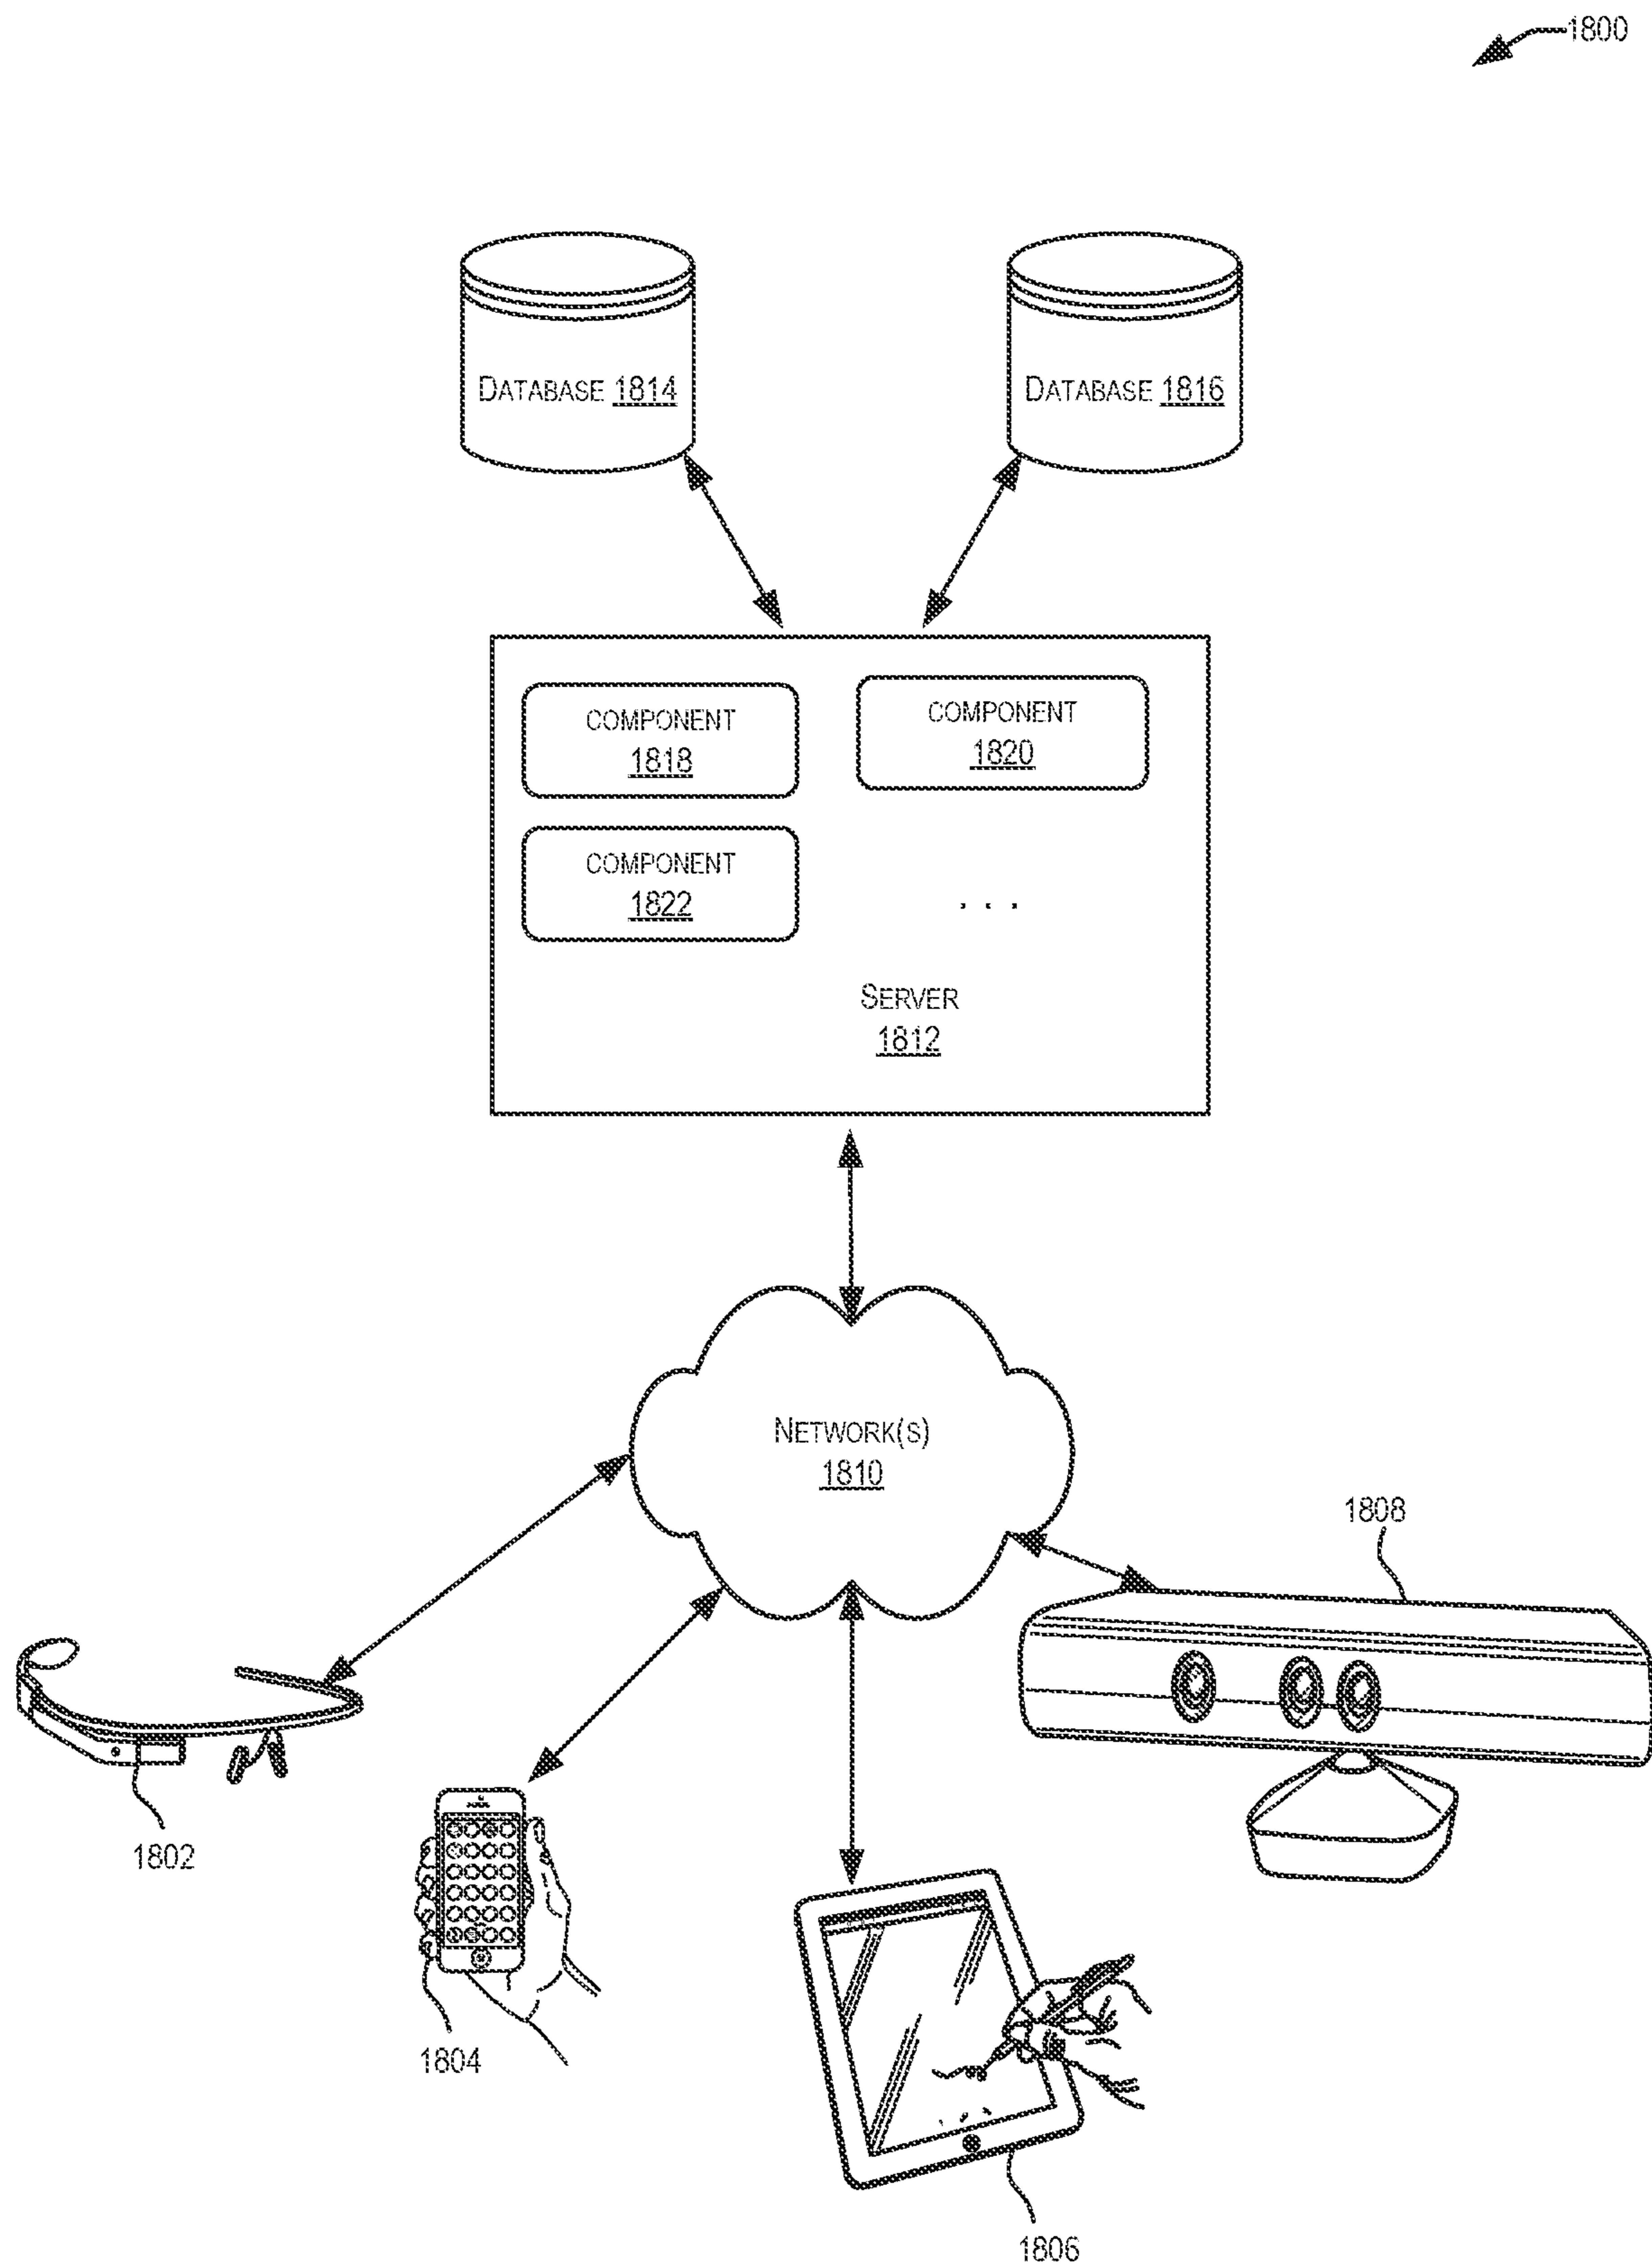 1800
DATABASE 1814
DATABASE 1816
COMPONENT
1818
COMPONENT
1820
COMPONENT
1822
. . .
SERVER
1812
NETWORK(S)
1810
1808
1802
1804
1806